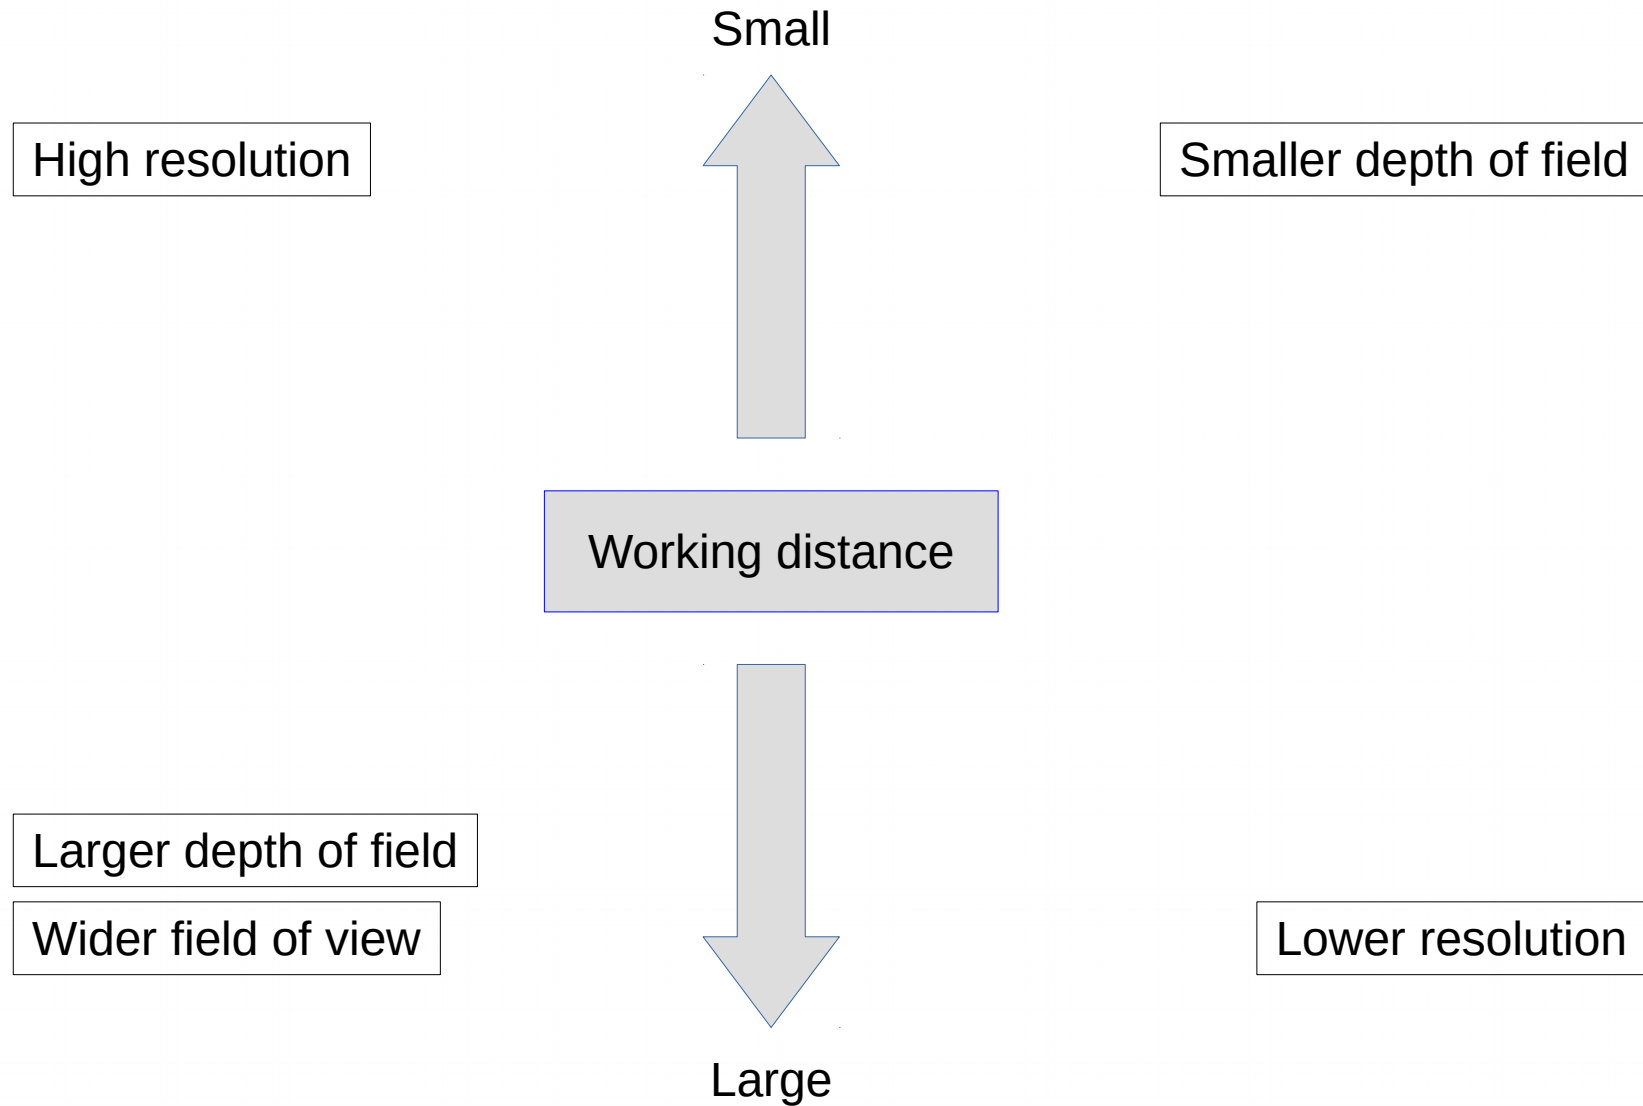 Small
High resolution
Smaller depth of field
Working distance
Larger depth of field
Wider field of view
Lower resolution
Large